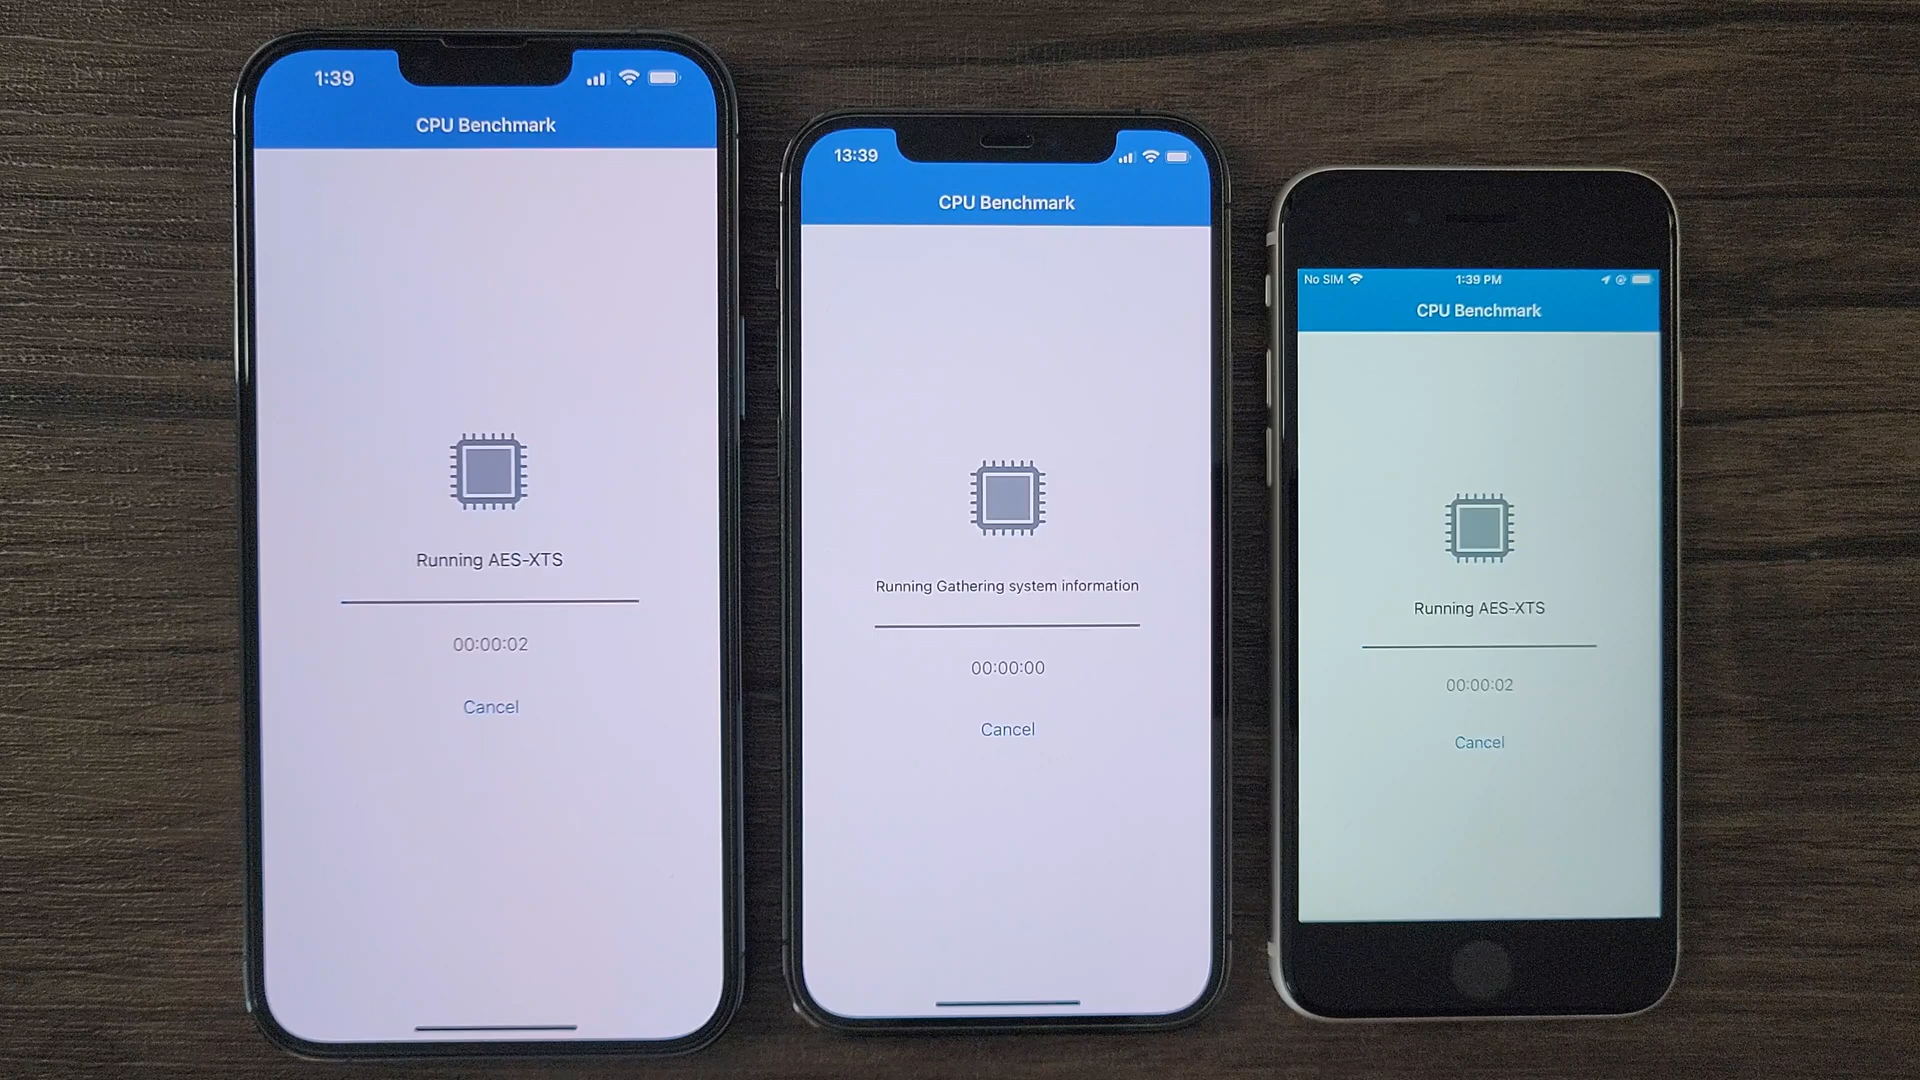 1:39
CPU Benchmark
Running AES-XTS
00:00:02
Cancel
13:39
CPU Benchmark
Running Gathering system information
00:00:00
Cancel
No SIM 1:39 PM
CPU Benchmark
Running AES-XTS
00:00:02
Cancel